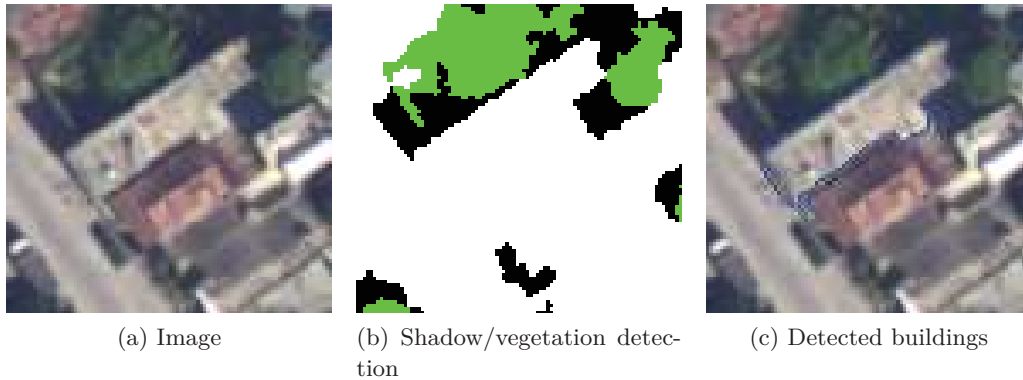 (a) Image
(b) Shadow/vegetation detec-
tion
(c) Detected buildings